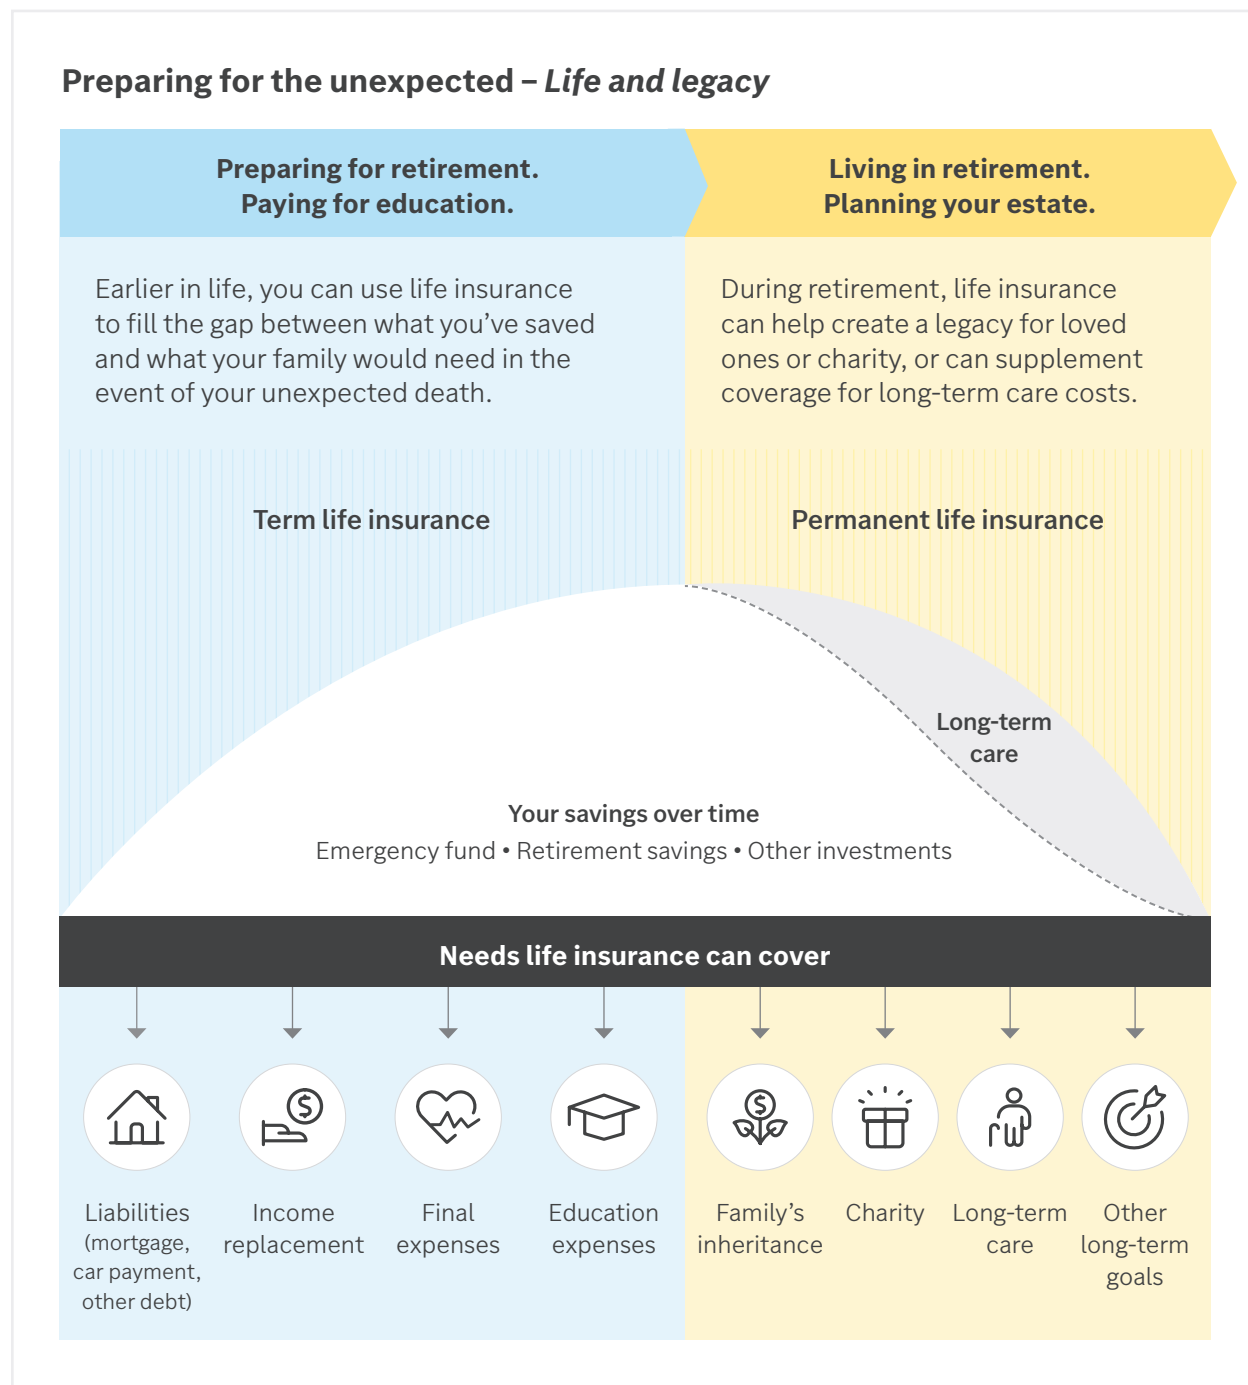 Preparing for the unexpected – Life and legacy
Preparing for retirement.
Paying for education.
Living in retirement.
Planning your estate.
Earlier in life, you can use life insurance
to fill the gap between what you’ve saved
and what your family would need in the
event of your unexpected death.
During retirement, life insurance
can help create a legacy for loved
ones or charity, or can supplement
coverage for long-term care costs.
Term life insurance
Permanent life insurance
Long-term
care
Your savings over time
Emergency fund • Retirement savings • Other investments
Needs life insurance can cover
$
$
Liabilities
(mortgage,
car payment,
other debt)
Income
replacement
Final
expenses
Education
expenses
Family’s
inheritance
Charity
Long-term
care
Other
long-term
goals